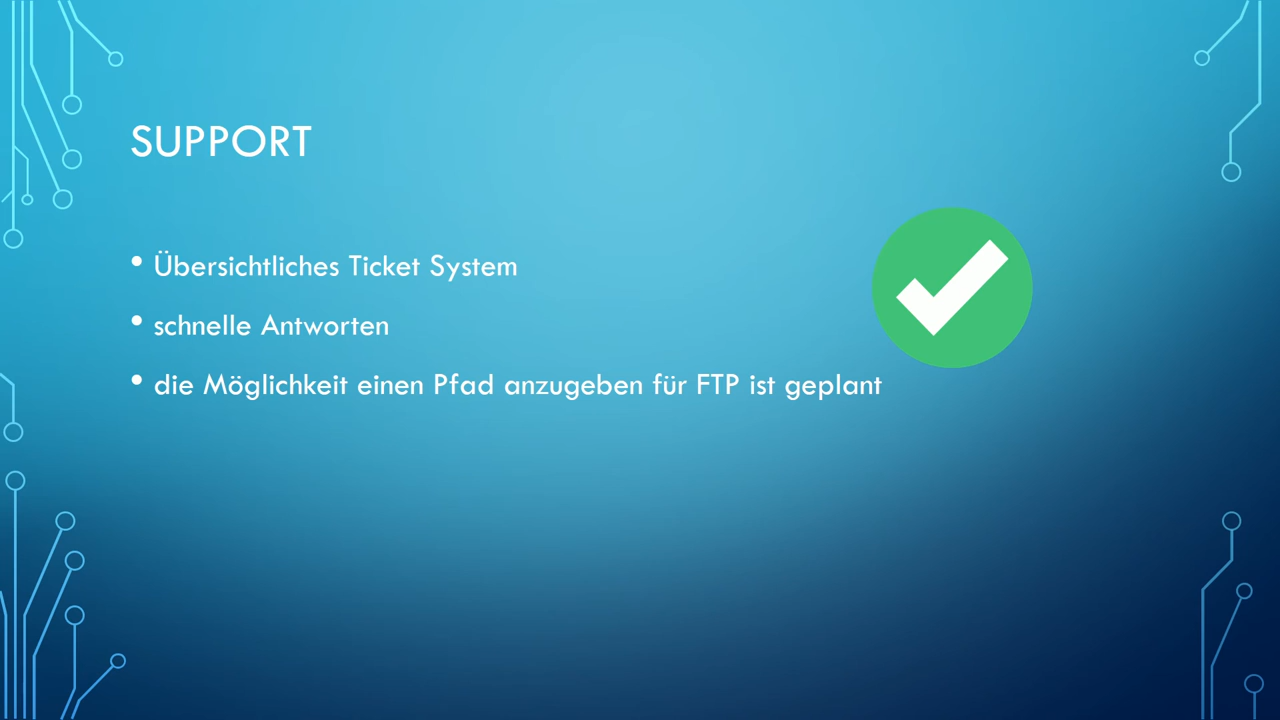 SUPPORT
• Übersichtliches Ticket System
• schnelle Antworten
• die Möglichkeit einen Pfad anzugeben für FTP ist geplant